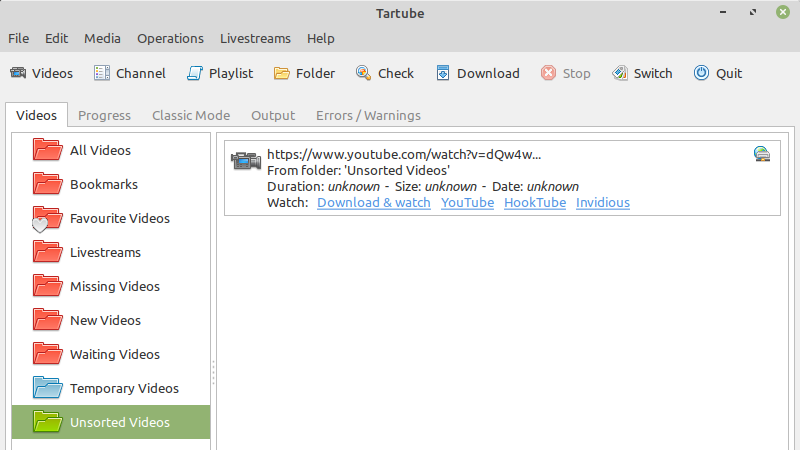 Tartube
File Edit Media Operations Livestreams Help
Videos Channel Playlist Folder Check Download Stop Switch Quit
Videos Progress Classic Mode Output Errors / Warnings
All Videos
Bookmarks
Favourite Videos
Livestreams
Missing Videos
New Videos
Waiting Videos
Temporary Videos
Unsorted Videos
https://www.youtube.com/watch?v=dQw4w...
From folder: 'Unsorted Videos'
Duration: unknown - Size: unknown - Date: unknown
Watch: Download & watch YouTube HookTube Invidious